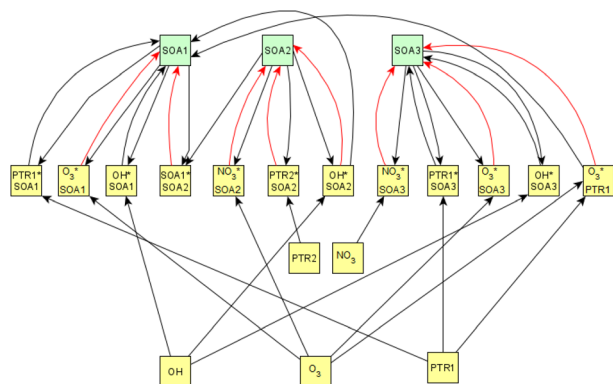 SOA1
SOA2
SOA3
PTR1*
SOA1
O3*
SOA1
OH*
SOA1
SOA1*
SOA2
NO3*
SOA2
PTR2*
SOA2
OH*
SOA2
NO3*
SOA3
PTR1*
SOA3
O3*
SOA3
OH*
SOA3
O3*
PTR1
PTR2
NO3
OH
O3
PTR1